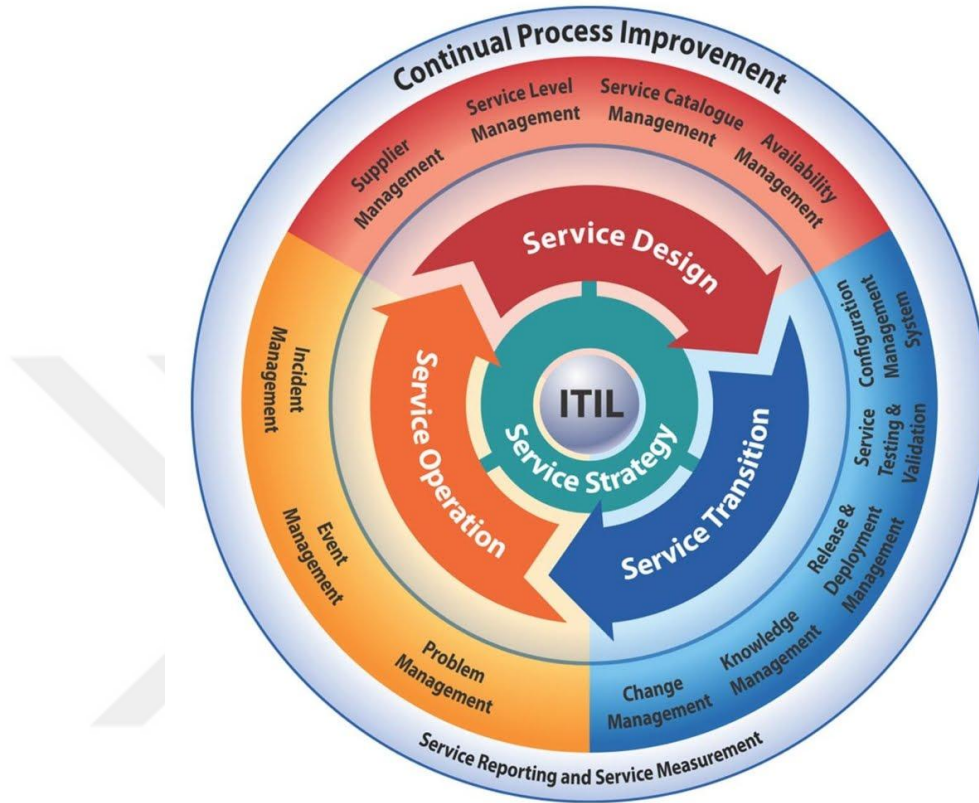 Continual Process Improvement
Supplier
Management
Service Level
Management
Service Catalogue
Management
Availability
Management
Configuration
Management
System
Service
Testing &
Validation
Release &
Deployment
Management
Knowledge
Management
Change
Management
Problem
Management
Event
Management
Incident
Management
Service Design
Service Transition
Service Operation
Service Strategy
ITIL
Service Reporting and Service Measurement